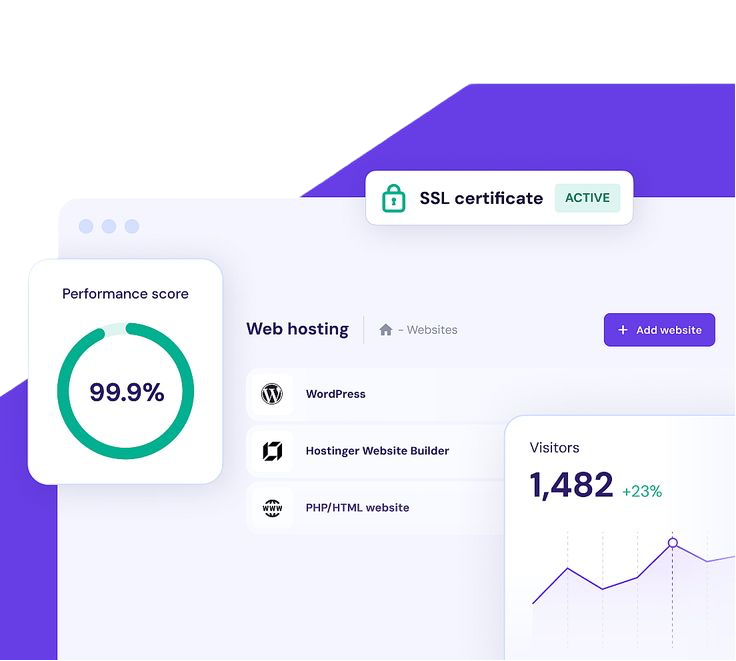 SSL certificate ACTIVE
Performance score
99.9%
Web hosting - Websites
Add website
WordPress
Hostinger Website Builder
www PHP/HTML website
Visitors
1,482 +23%